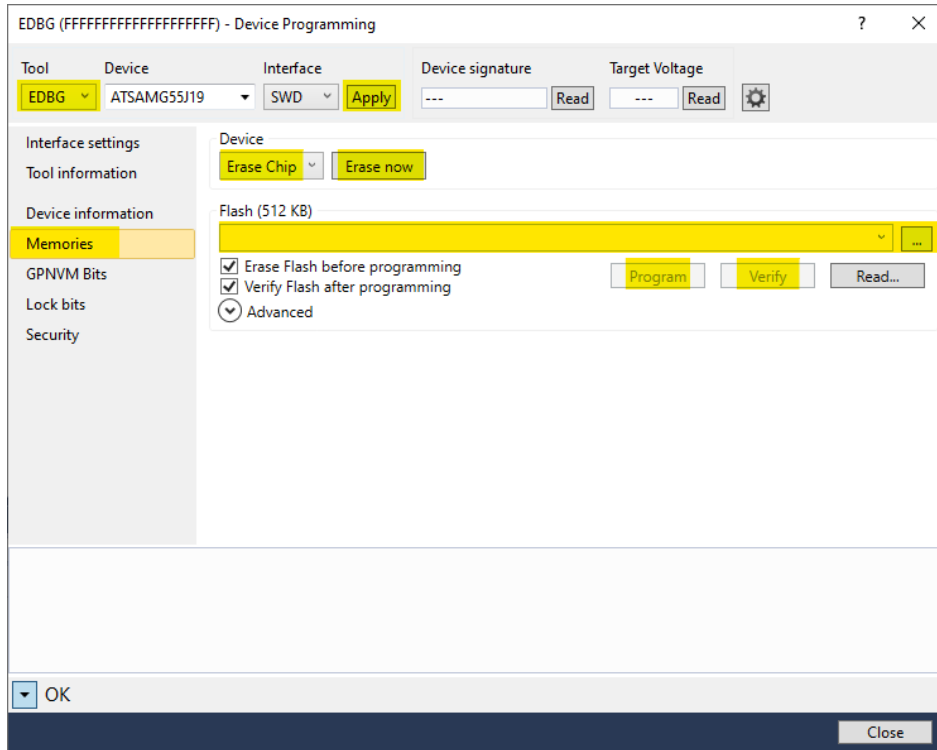 EDBG (FFFFFFFFFFFFFFFFFFFF) - Device Programming
?
Tool Device Interface Device signature Target Voltage
EDBG ATSAMG55J19 SWD Apply --- Read --- Read
Interface settings
Tool information
Device information
Memories
GPNVM Bits
Lock bits
Security
Device
Erase Chip Erase now
Flash (512 KB)
...
Erase Flash before programming
Verify Flash after programming
Program Verify Read...
Advanced
OK
Close